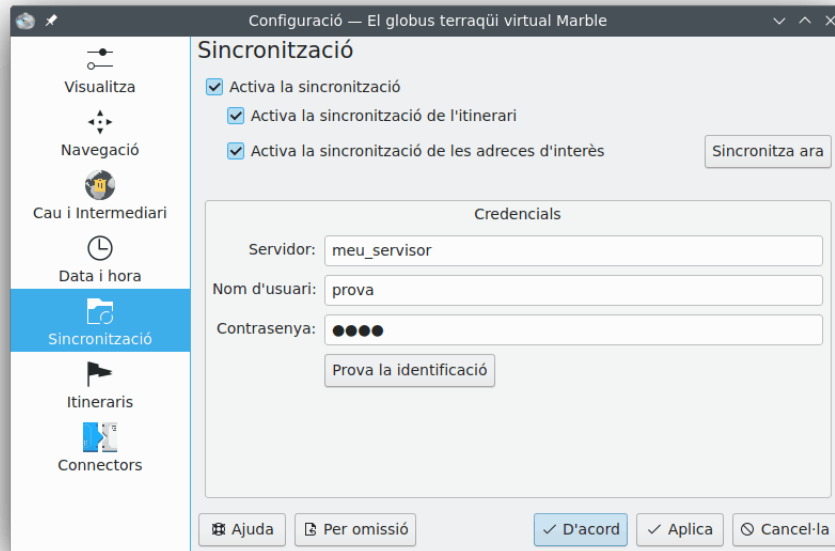 Configuració — El globus terraqüi virtual Marble
Visualitza
Navegació
Cau i Intermediari
Data i hora
Sincronització
Itineraris
Connectors
Sincronització
Activa la sincronització
Activa la sincronització de l'itinerari
Activa la sincronització de les adreces d'interès
Sincronitza ara
Credencials
Servidor: meu_servisor
Nom d'usuari: prova
Contrasenya: ●●●●
Prova la identificació
Ajuda
Per omissió
D'acord
Aplica
Cancel·la